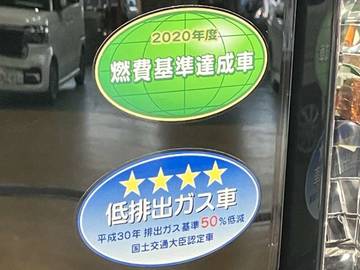 2020年度
燃費基準達成車
低排出ガス車
平成30年 排出ガス基準50%低減
国土交通大臣認定車